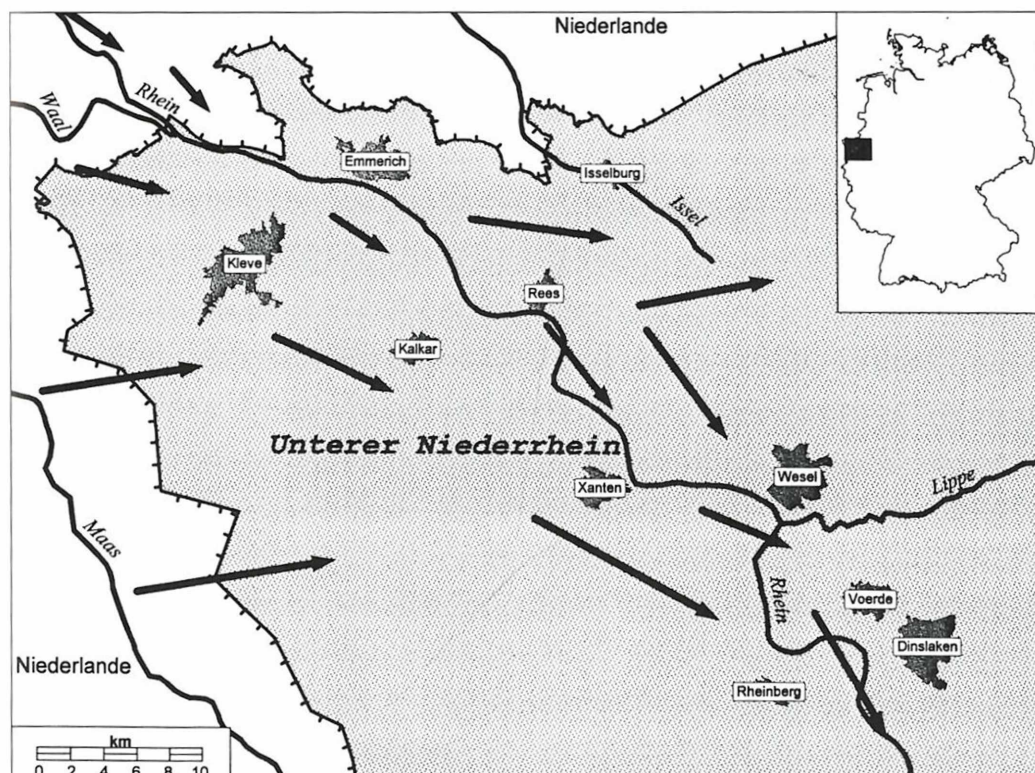 Niederlande
Waal
Rhein
Emmerich
Isselburg
Issel
Kleve
Rees
Kalkar
Unterer Niederrhein
Xanten
Wesel
Lippe
Maas
Rhein
Voerde
Dinslaken
Niederlande
Rheinberg
km
0 2 4 6 8 10